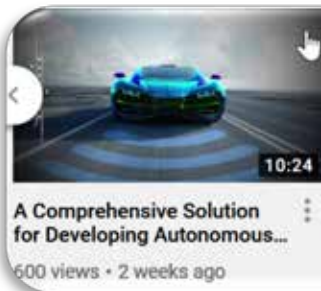 10:24
A Comprehensive Solution
for Developing Autonomous...
600 views • 2 weeks ago